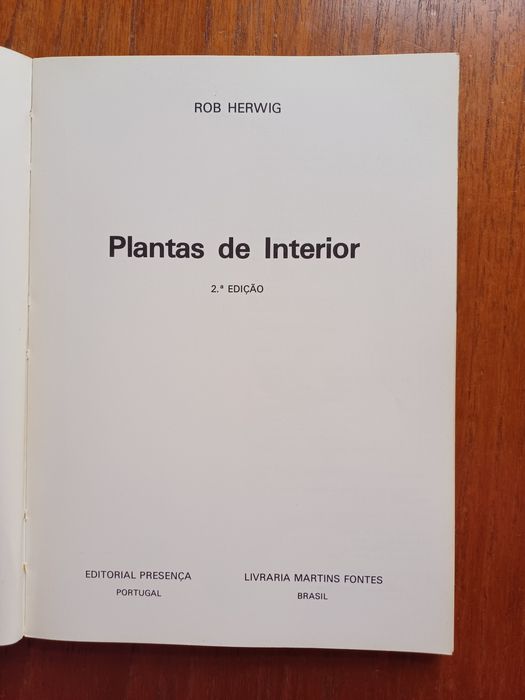 ROB HERWIG
Plantas de Interior
2.ª EDIÇÃO
EDITORIAL PRESENÇA
PORTUGAL
LIVRARIA MARTINS FONTES
BRASIL